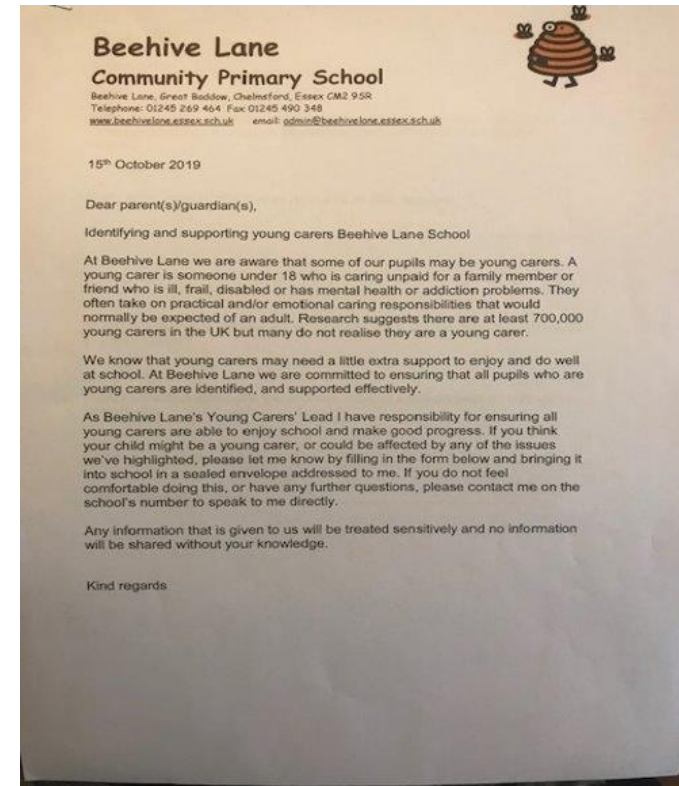 Beehive Lane
Community Primary School
Beehive Lane, Great Baddow, Chelmsford, Essex CM2 9SR
Telephone: 01245 269 464 Fax 01245 490 348
www.beehivelane.essex.sch.uk email: admin@beehivelane.essex.sch.uk
15th October 2019
Dear parent(s)/guardian(s),
Identifying and supporting young carers Beehive Lane School
At Beehive Lane we are aware that some of our pupils may be young carers. A
young carer is someone under 18 who is caring unpaid for a family member or
friend who is ill, frail, disabled or has mental health or addiction problems. They
often take on practical and/or emotional caring responsibilities that would
normally be expected of an adult. Research suggests there are at least 700,000
young carers in the UK but many do not realise they are a young carer.
We know that young carers may need a little extra support to enjoy and do well
at school. At Beehive Lane we are committed to ensuring that all pupils who are
young carers are identified, and supported effectively.
As Beehive Lane's Young Carers' Lead I have responsibility for ensuring all
young carers are able to enjoy school and make good progress. If you think
your child might be a young carer, or could be affected by any of the issues
we've highlighted, please let me know by filling in the form below and bringing it
into school in a sealed envelope addressed to me. If you do not feel
comfortable doing this, or have any further questions, please contact me on the
school's number to speak to me directly.
Any information that is given to us will be treated sensitively and no information
will be shared without your knowledge.
Kind regards